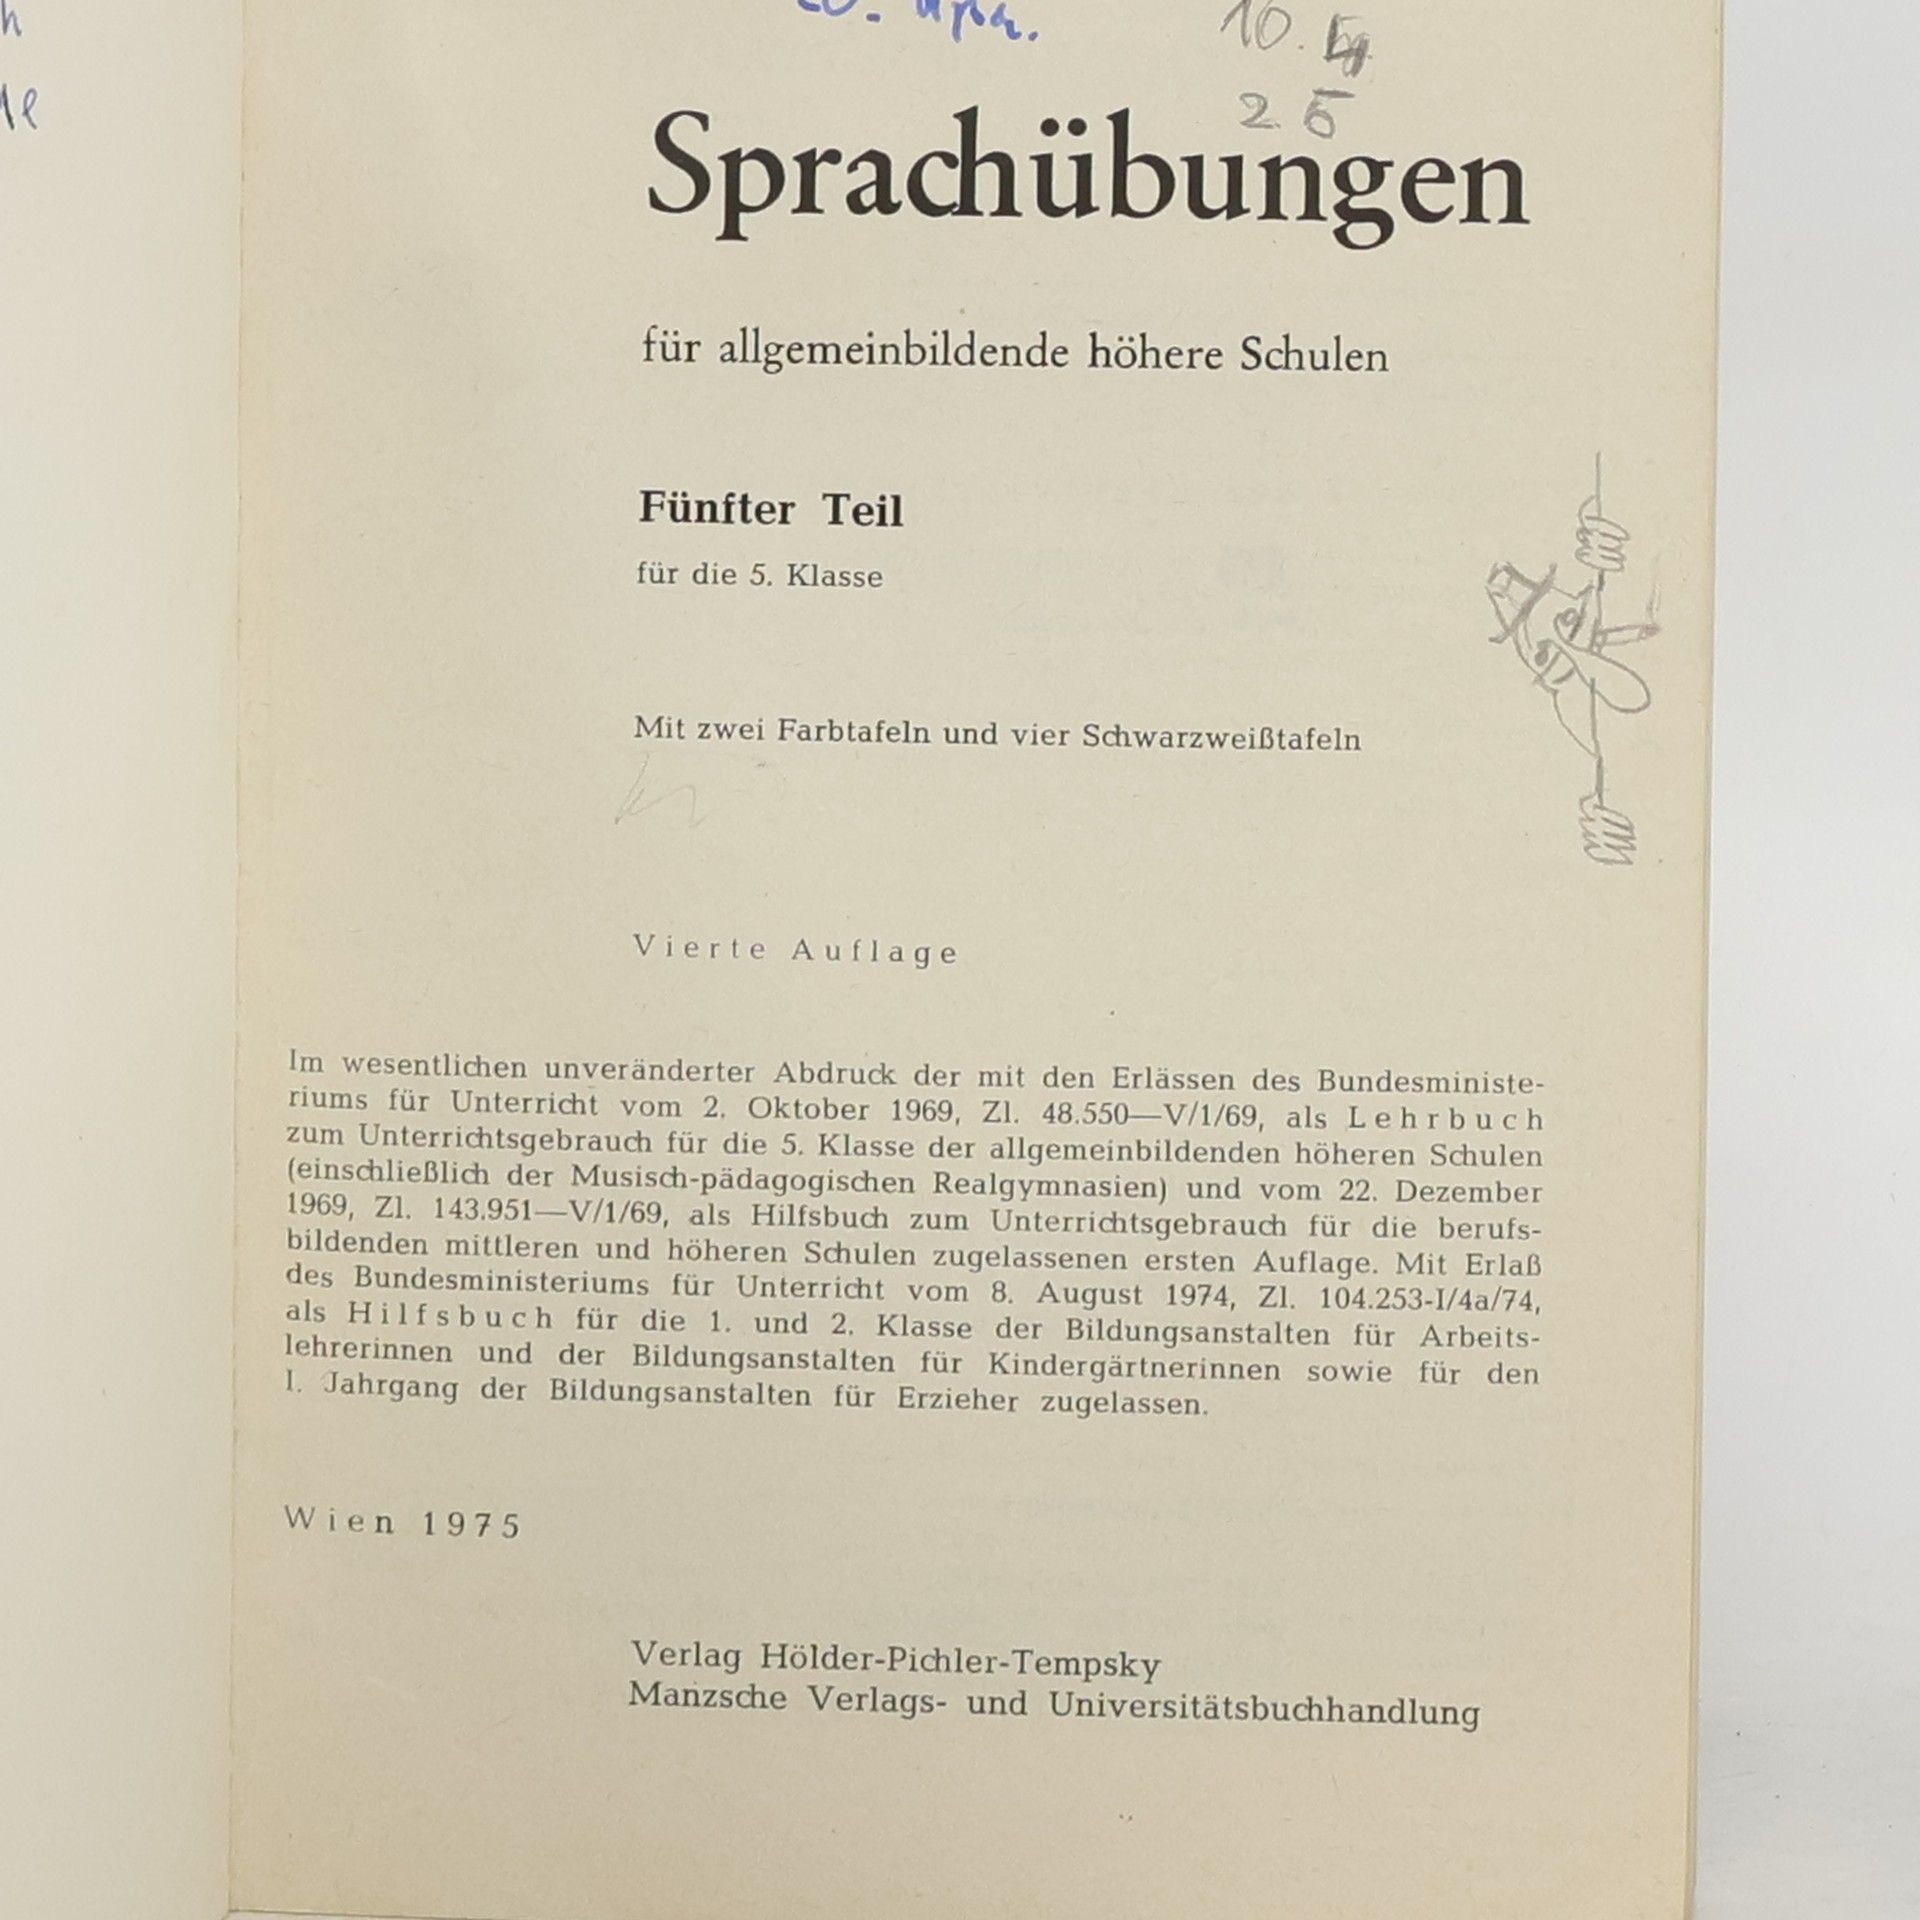 10. 4
2. 5
Sprachübungen
für allgemeinbildende höhere Schulen
Fünfter Teil
für die 5. Klasse
Mit zwei Farbtafeln und vier Schwarzweißtafeln
Vierte Auflage
Im wesentlichen unveränderter Abdruck der mit den Erlässen des Bundesministe-
riums für Unterricht vom 2. Oktober 1969, Zl. 48.550—V/1/69, als Lehrbuch
zum Unterrichtsgebrauch für die 5. Klasse der allgemeinbildenden höheren Schulen
(einschließlich der Musisch-pädagogischen Realgymnasien) und vom 22. Dezember
1969, Zl. 143.951—V/1/69, als Hilfsbuch zum Unterrichtsgebrauch für die berufs-
bildenden mittleren und höheren Schulen zugelassenen ersten Auflage. Mit Erlaß
des Bundesministeriums für Unterricht vom 8. August 1974, Zl. 104.253-I/4a/74,
als Hilfsbuch für die 1. und 2. Klasse der Bildungsanstalten für Arbeits-
lehrerinnen und der Bildungsanstalten für Kindergärtnerinnen sowie für den
I. Jahrgang der Bildungsanstalten für Erzieher zugelassen.
Wien 1975
Verlag Hölder-Pichler-Tempsky
Manzsche Verlags- und Universitätsbuchhandlung